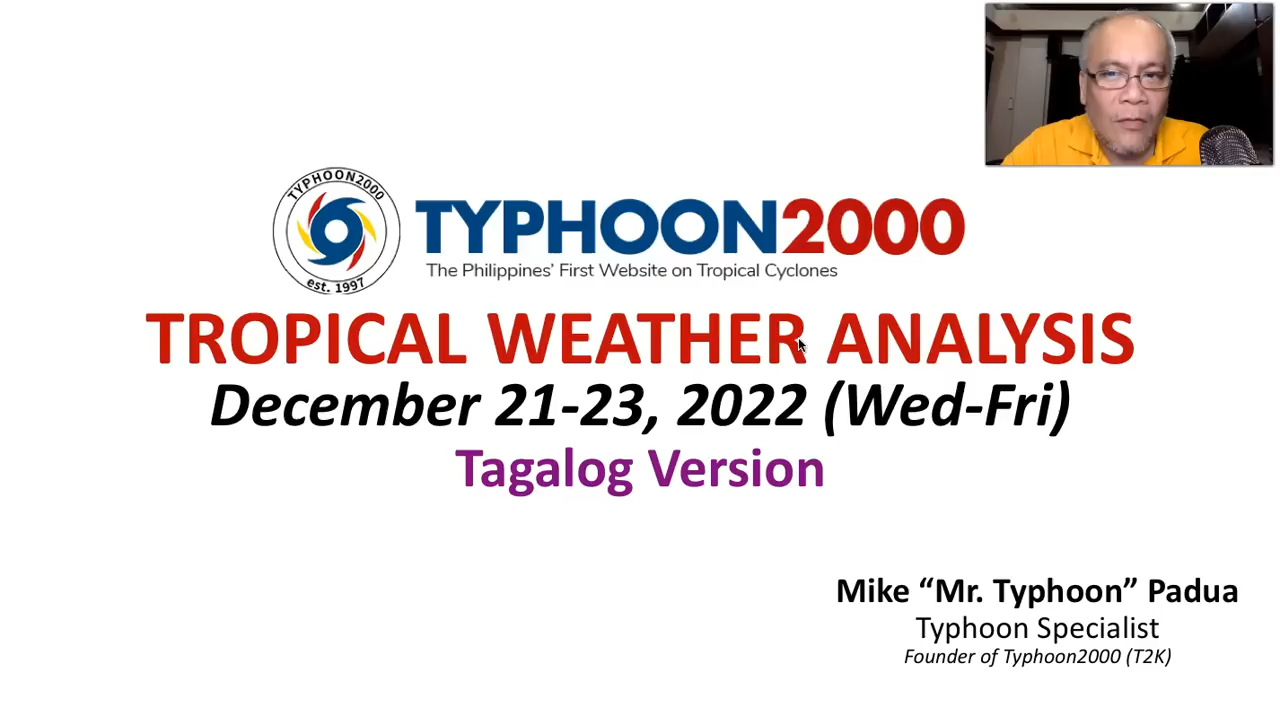 TYPHOON2000
est. 1997
TYPHOON2000
The Philippines' First Website on Tropical Cyclones
TROPICAL WEATHER ANALYSIS
December 21-23, 2022 (Wed-Fri)
Tagalog Version
Mike “Mr. Typhoon” Padua
Typhoon Specialist
Founder of Typhoon2000 (T2K)